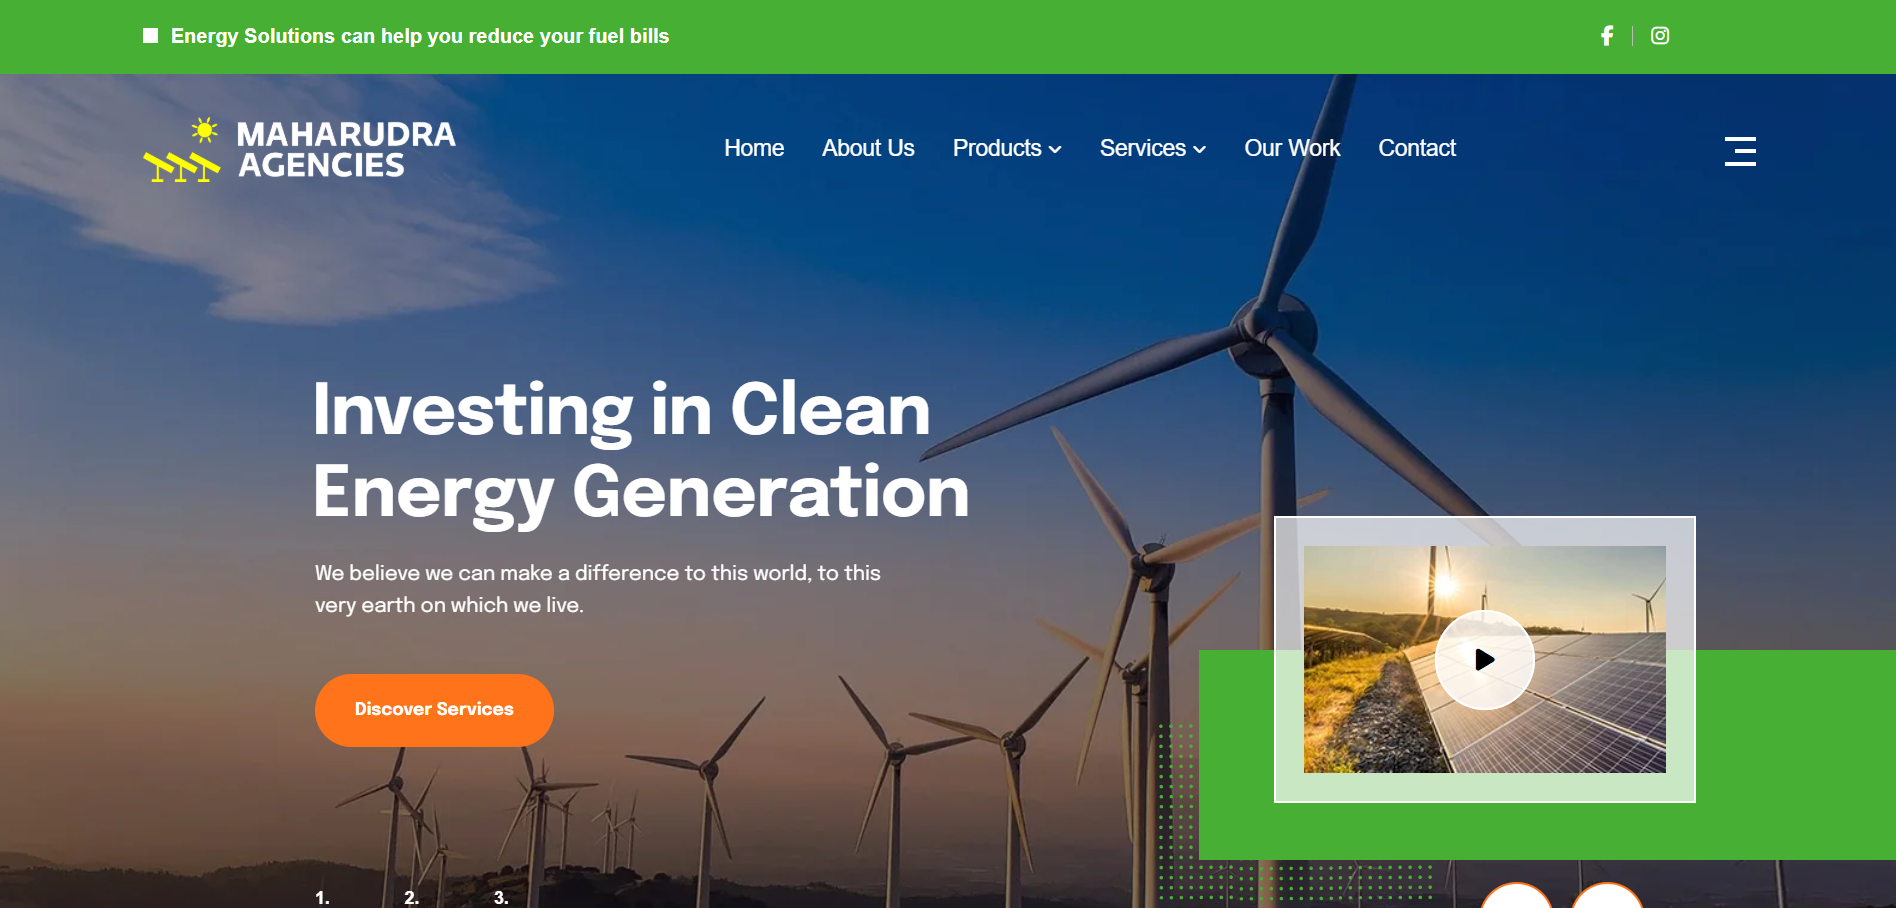 Energy Solutions can help you reduce your fuel bills
MAHARUDRA
AGENCIES
Home
About Us
Products
Services
Our Work
Contact
Investing in Clean
Energy Generation
We believe we can make a difference to this world, to this
very earth on which we live.
Discover Services
1.
2.
3.